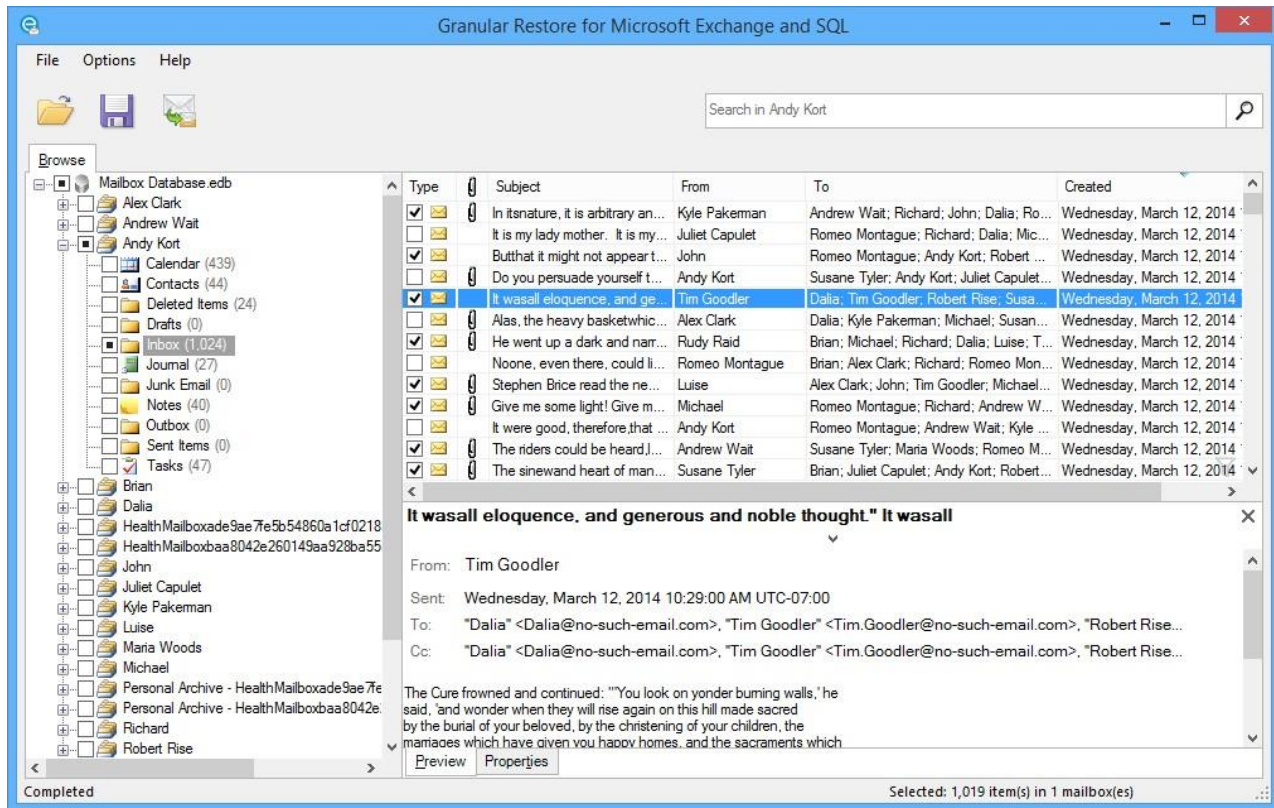 Granular Restore for Microsoft Exchange and SQL
File Options Help
Search in Andy Kort
Browse
Mailbox Database.edb
Alex Clark
Andrew Wait
Andy Kort
Calendar (439)
Contacts (44)
Deleted Items (24)
Drafts (0)
Inbox (1,024)
Journal (27)
Junk Email (0)
Notes (40)
Outbox (0)
Sent Items (0)
Tasks (47)
Brian
Dalia
HealthMailboxade9ae7fe5b54860a1cf0218
HealthMailboxbaa8042e260149aa928ba55
John
Juliet Capulet
Kyle Pakerman
Luise
Maria Woods
Michael
Personal Archive - HealthMailboxade9ae7fe
Personal Archive - HealthMailboxbaa8042e
Richard
Robert Rise
Type Subject From To Created
In itsnature, it is arbitrary an... Kyle Pakerman Andrew Wait; Richard; John; Dalia; Ro... Wednesday, March 12, 2014
It is my lady mother. It is my... Juliet Capulet Romeo Montague; Richard; Dalia; Mic... Wednesday, March 12, 2014
Butthat it might not appear t... John Romeo Montague; Andy Kort; Robert ... Wednesday, March 12, 2014
Do you persuade yourself t... Andy Kort Susane Tyler; Andy Kort; Juliet Capulet... Wednesday, March 12, 2014
It wasall eloquence, and ge... Tim Goodler Dalia; Tim Goodler; Robert Rise; Susa... Wednesday, March 12, 2014
Alas, the heavy basketwhic... Alex Clark Dalia; Kyle Pakerman; Michael; Susan... Wednesday, March 12, 2014
He went up a dark and narr... Rudy Raid Brian; Michael; Richard; Dalia; Luise; T... Wednesday, March 12, 2014
Noone, even there, could li... Romeo Montague Brian; Alex Clark; Richard; Romeo Mon... Wednesday, March 12, 2014
Stephen Brice read the ne... Luise Alex Clark; John; Tim Goodler; Michael... Wednesday, March 12, 2014
Give me some light! Give m... Michael Romeo Montague; Richard; Andrew W... Wednesday, March 12, 2014
It were good, therefore,that ... Andy Kort Romeo Montague; Andrew Wait; Kyle ... Wednesday, March 12, 2014
The riders could be heard,l... Andrew Wait Susane Tyler; Maria Woods; Romeo M... Wednesday, March 12, 2014
The sinewand heart of man... Susane Tyler Brian; Juliet Capulet; Andy Kort; Robert... Wednesday, March 12, 2014
It wasall eloquence, and generous and noble thought." It wasall
From: Tim Goodler
Sent: Wednesday, March 12, 2014 10:29:00 AM UTC-07:00
To: "Dalia" <Dalia@no-such-email.com>, "Tim Goodler" <Tim.Goodler@no-such-email.com>, "Robert Rise...
Cc: "Dalia" <Dalia@no-such-email.com>, "Tim Goodler" <Tim.Goodler@no-such-email.com>, "Robert Rise...
The Cure frowned and continued: "'You look on yonder burning walls,' he
said, 'and wonder when they will rise again on this hill made sacred
by the burial of your beloved, by the christening of your children, the
marriages which have given you happy homes, and the sacraments which
Preview Properties
Completed Selected: 1,019 item(s) in 1 mailbox(es)